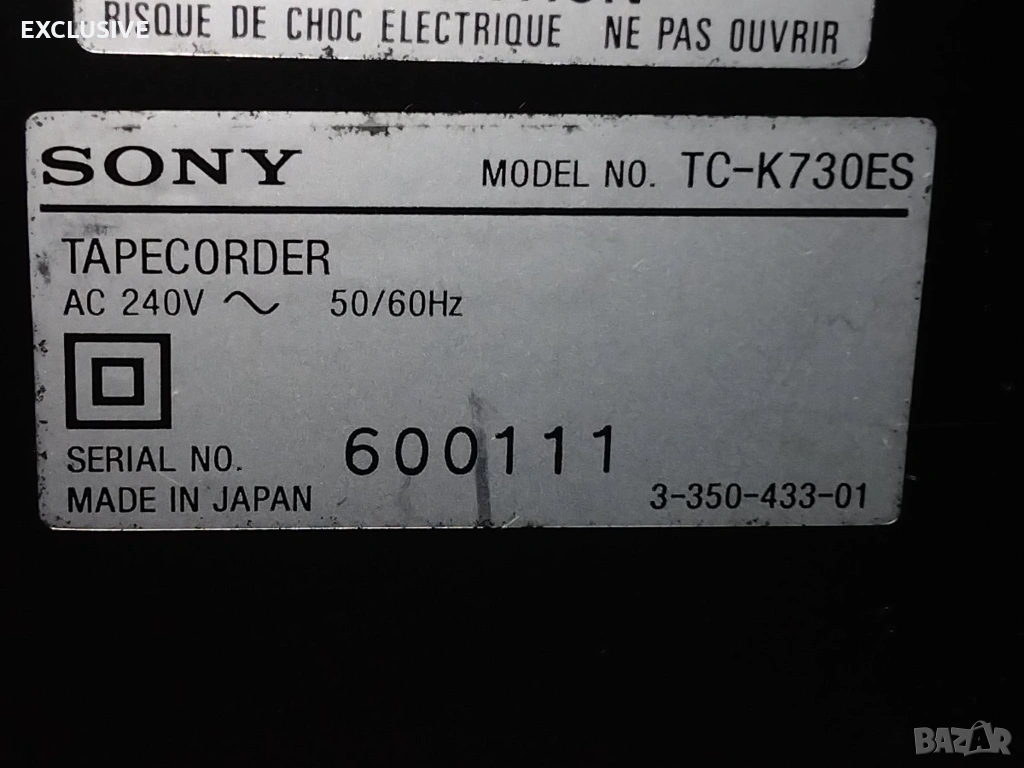 EXCLUSIVE
RISQUE DE CHOC ELECTRIQUE NE PAS OUVRIR
SONY MODEL NO. TC-K730ES
TAPECORDER
AC 240V ~ 50/60Hz
SERIAL NO. 600111
MADE IN JAPAN 3-350-433-01
BAZAR